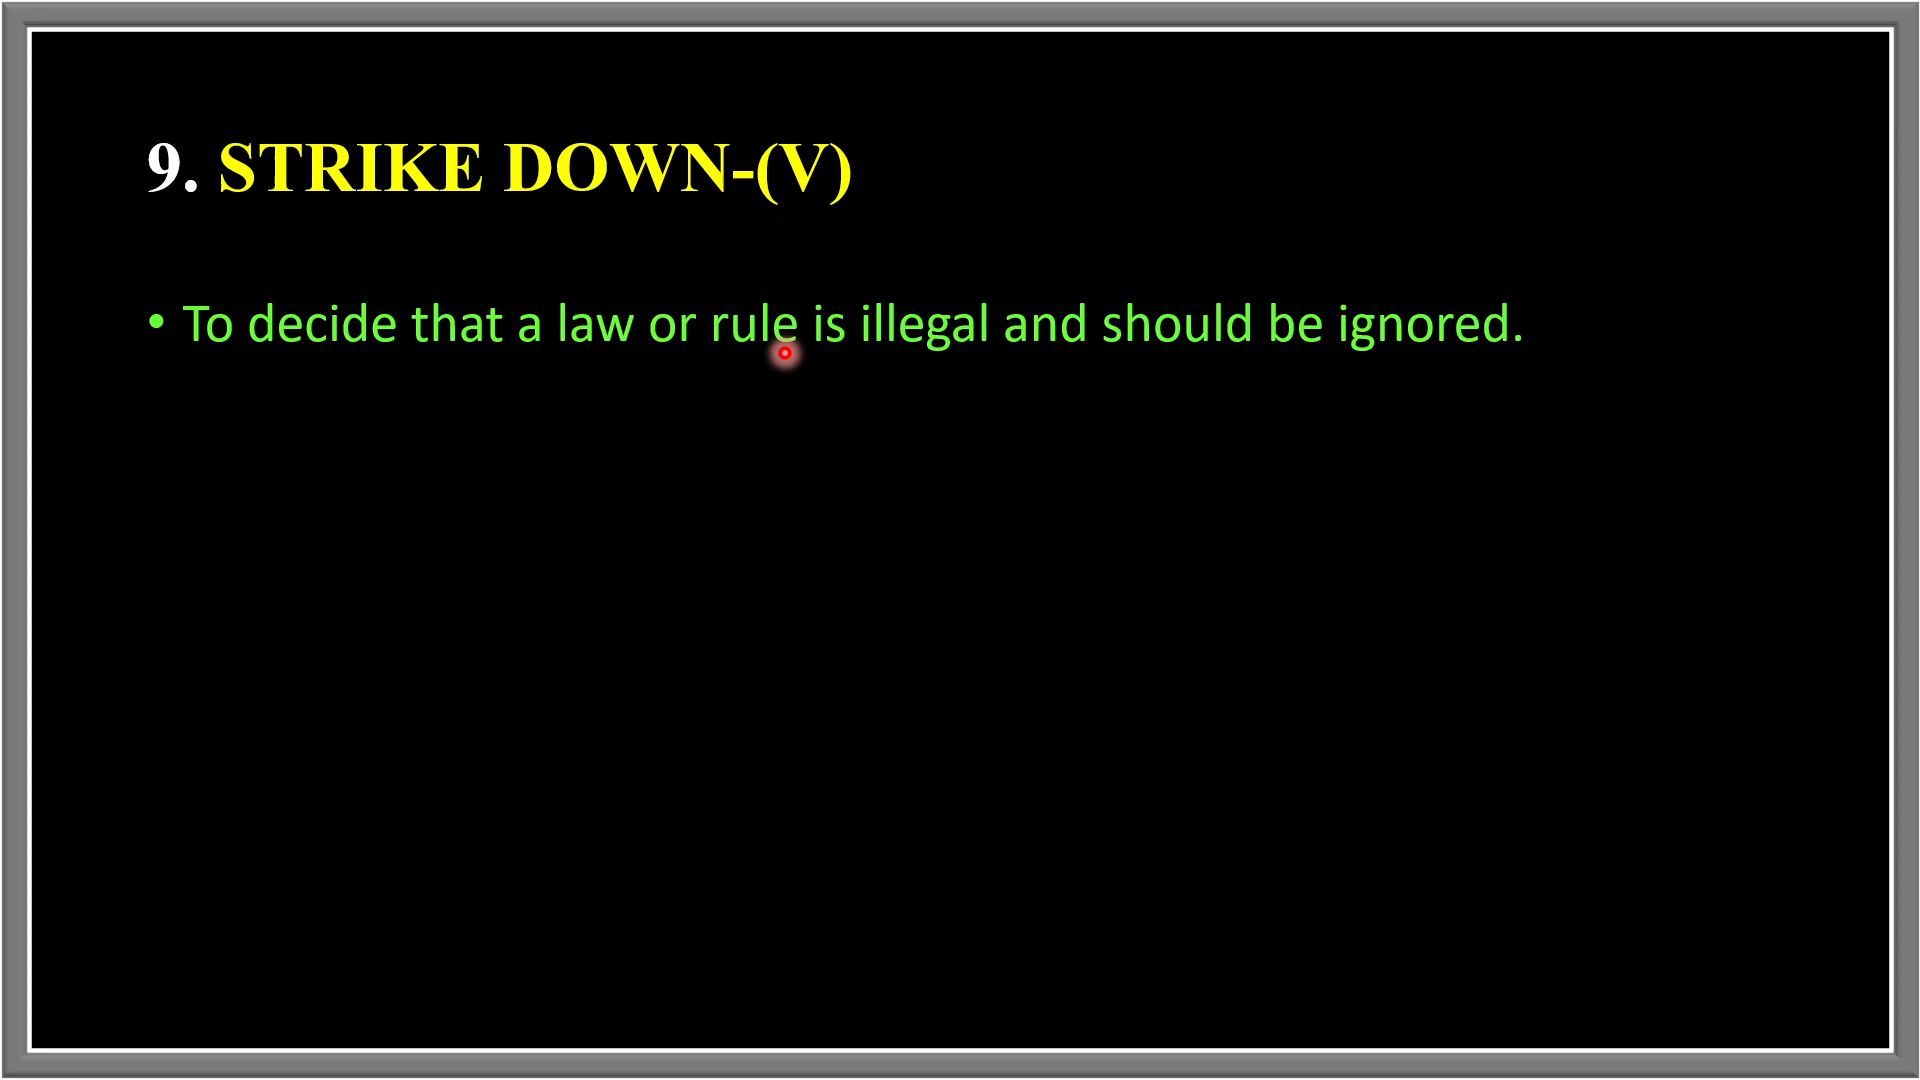 9. STRIKE DOWN-(V)
• To decide that a law or rule is illegal and should be ignored.